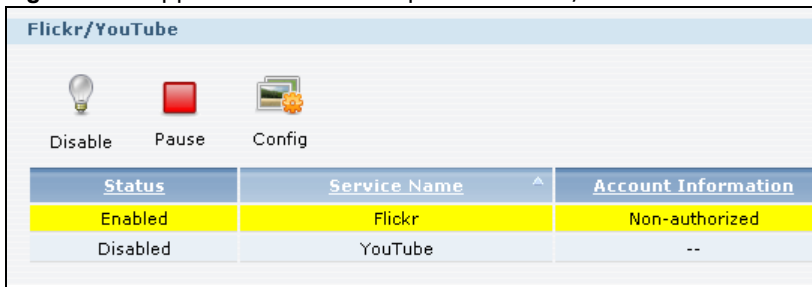 Flickr/YouTube
Disable Pause Config
Status Service Name Account Information
Enabled Flickr Non-authorized
Disabled YouTube --